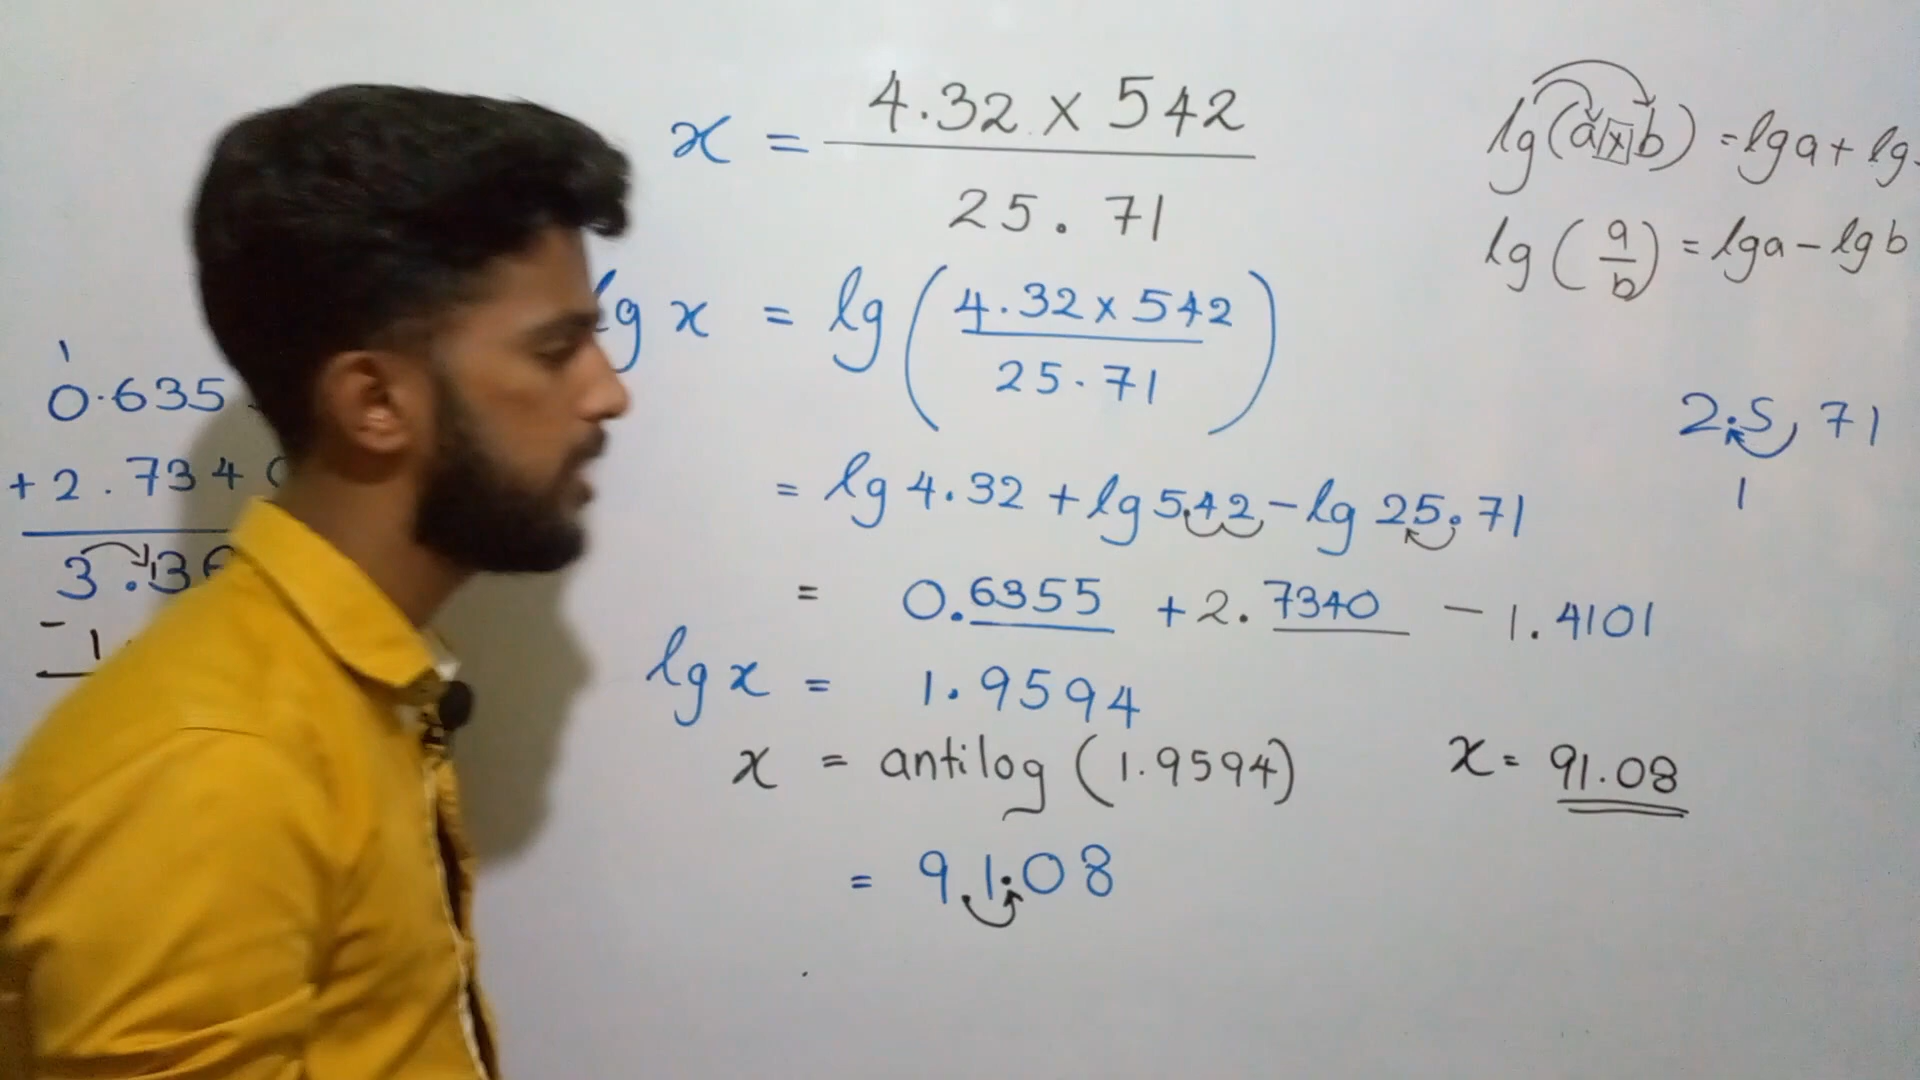 x = 4.32 x 542
25.71
lg x = lg ( 4.32 x 542
25.71 )
= lg 4.32 + lg 542 - lg 25.71
= 0.6355 + 2.7340 - 1.4101
lg x = 1.9594
x = antilog (1.9594)
= 91.08
x = 91.08
lg (a x b) = lg a + lg
lg ( a
b ) = lg a - lg b
2.5,71
1
1
0.635
+ 2.734
3.3
- 1